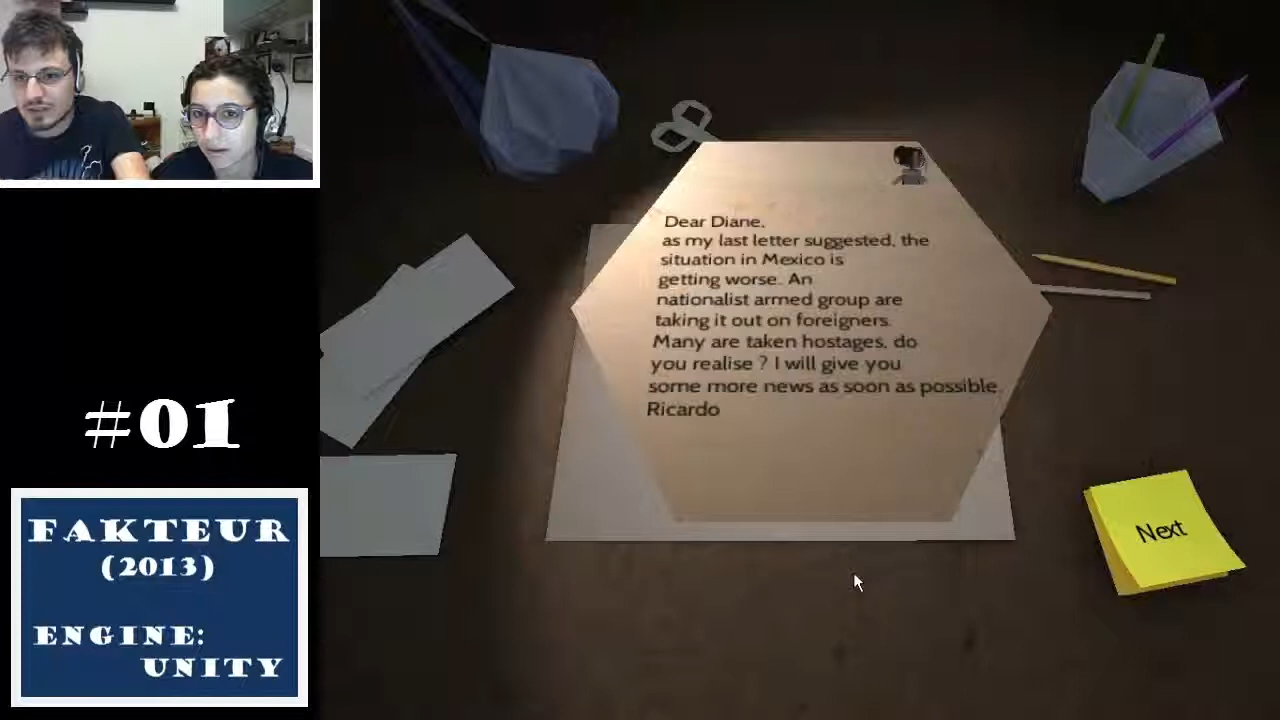 Dear Diane,
as my last letter suggested, the
situation in Mexico is
getting worse. An
nationalist armed group are
taking it out on foreigners.
Many are taken hostages, do
you realise ? I will give you
some more news as soon as possible.
Ricardo
Next
#01
FAKTEUR
(2013)
ENGINE:
UNITY